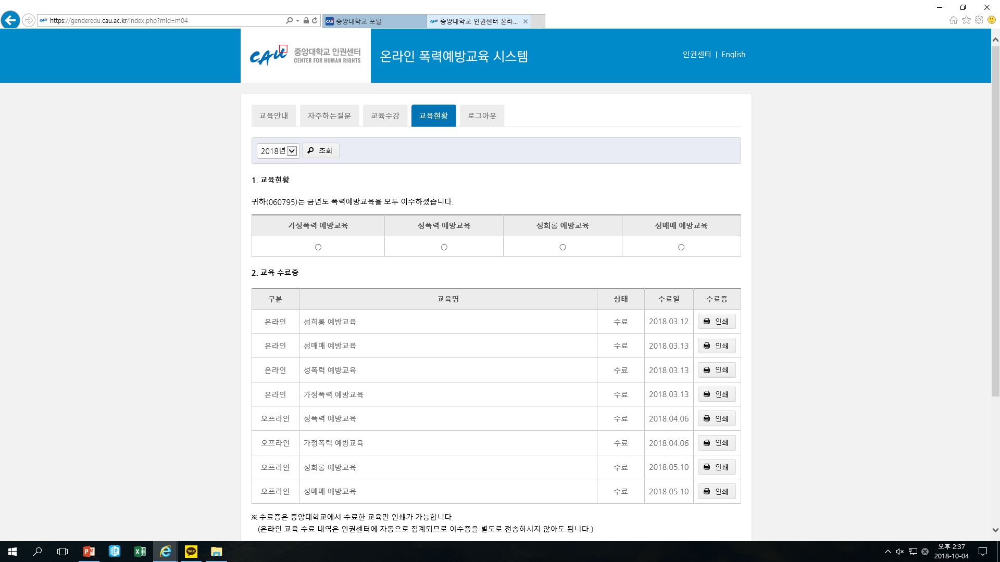 https://genderedu.cau.ac.kr/index.php?mid=m04
CAU 중앙대학교 포탈
CAU 중앙대학교 인권센터 온라...
CAU 중앙대학교 인권센터
CENTER FOR HUMAN RIGHTS
온라인 폭력예방교육 시스템
인권센터 | English
교육안내 자주하는질문 교육수강 교육현황 로그아웃
2018년 조회
1. 교육현황
귀하(060795)는 금년도 폭력예방교육을 모두 이수하셨습니다.
가정폭력 예방교육 성폭력 예방교육 성희롱 예방교육 성매매 예방교육
○ ○ ○ ○
2. 교육 수료증
구분 교육명 상태 수료일 수료증
온라인 성희롱 예방교육 수료 2018.03.12 인쇄
온라인 성매매 예방교육 수료 2018.03.13 인쇄
온라인 성폭력 예방교육 수료 2018.03.13 인쇄
온라인 가정폭력 예방교육 수료 2018.03.13 인쇄
오프라인 성폭력 예방교육 수료 2018.04.06 인쇄
오프라인 가정폭력 예방교육 수료 2018.04.06 인쇄
오프라인 성희롱 예방교육 수료 2018.05.10 인쇄
오프라인 성매매 예방교육 수료 2018.05.10 인쇄
※ 수료증은 중앙대학교에서 수료한 교육만 인쇄가 가능합니다.
(온라인 교육 수료 내역은 인권센터에 자동으로 집계되므로 이수증을 별도로 전송하시지 않아도 됩니다.)
TALK
오후 2:37
2018-10-04